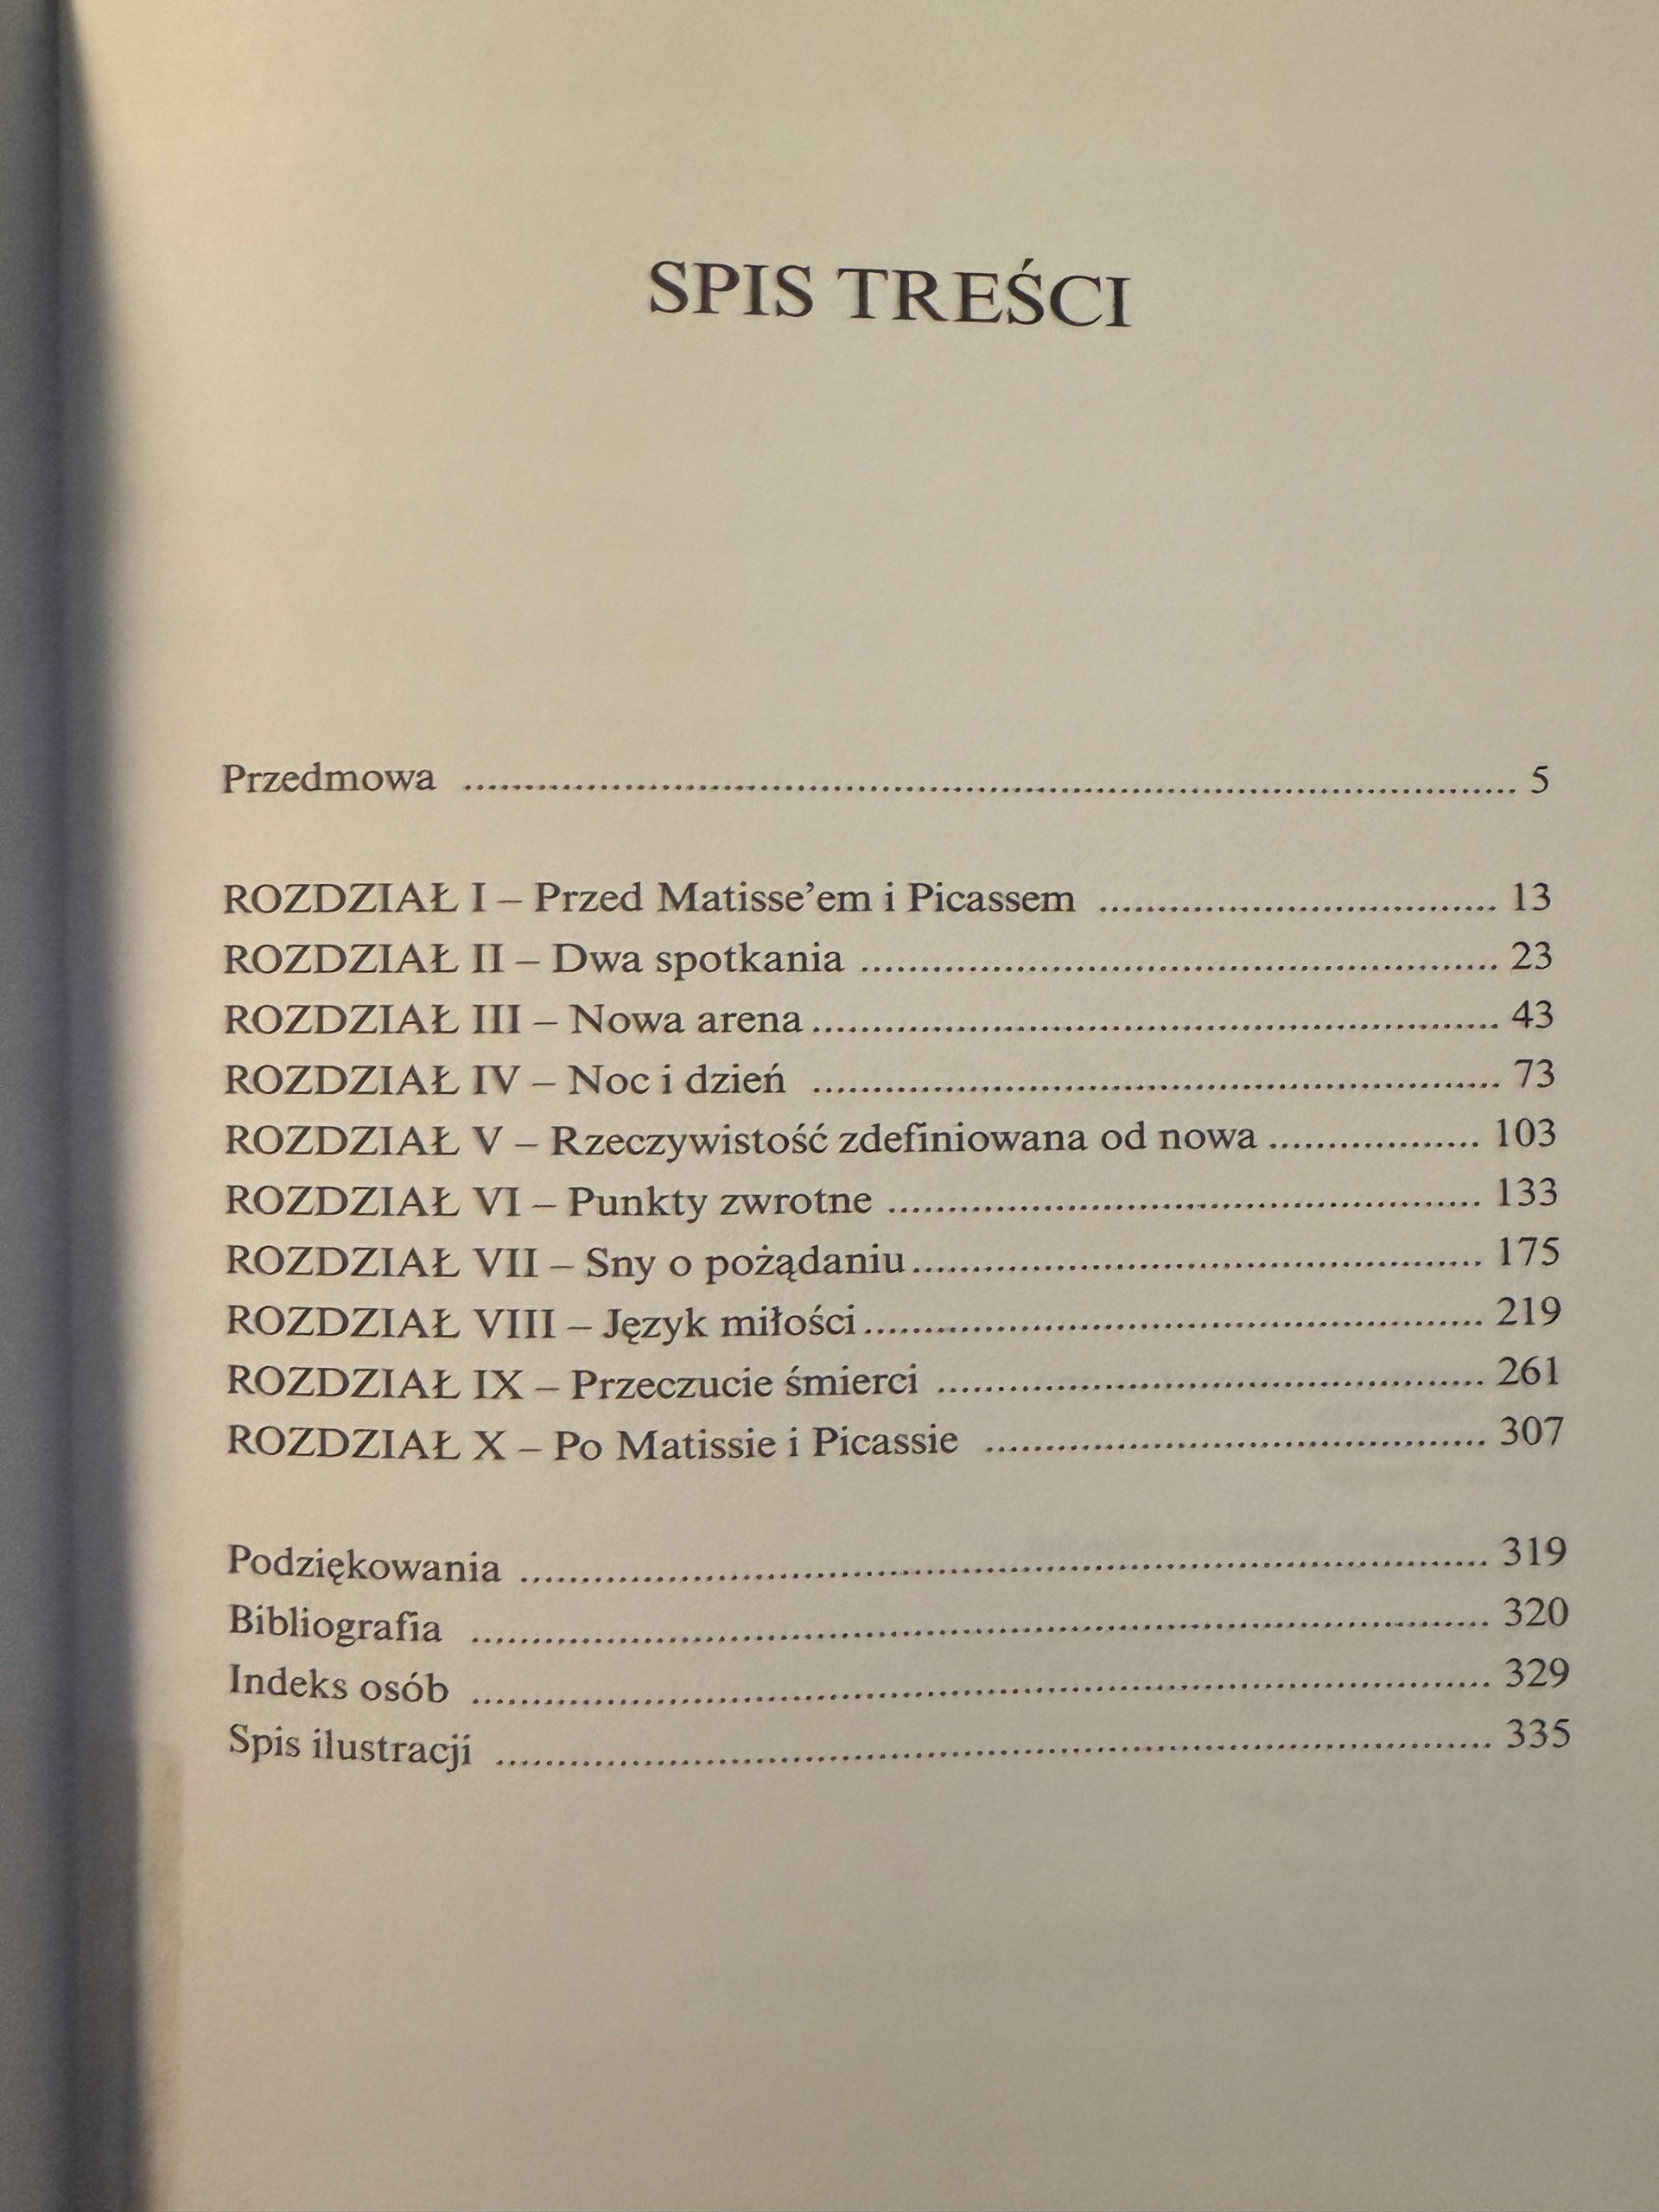 SPIS TREŚCI
Przedmowa ........................................ 5
ROZDZIAŁ I – Przed Matisse’em i Picassem ........................................ 13
ROZDZIAŁ II – Dwa spotkania ........................................ 23
ROZDZIAŁ III – Nowa arena ........................................ 43
ROZDZIAŁ IV – Noc i dzień ........................................ 73
ROZDZIAŁ V – Rzeczywistość zdefiniowana od nowa .................. 103
ROZDZIAŁ VI – Punkty zwrotne ........................................ 133
ROZDZIAŁ VII – Sny o pożądaniu ........................................ 175
ROZDZIAŁ VIII – Język miłości ........................................ 219
ROZDZIAŁ IX – Przeczucie śmierci ........................................ 261
ROZDZIAŁ X – Po Matissie i Picassie ........................................ 307
Podziękowania ........................................ 319
Bibliografia ........................................ 320
Indeks osób ........................................ 329
Spis ilustracji ........................................ 335